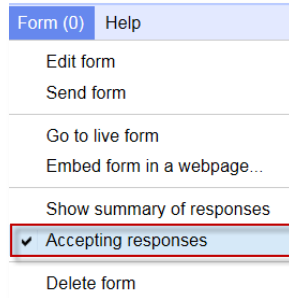 Form (0) Help
Edit form
Send form
Go to live form
Embed form in a webpage...
Show summary of responses
✔ Accepting responses
Delete form